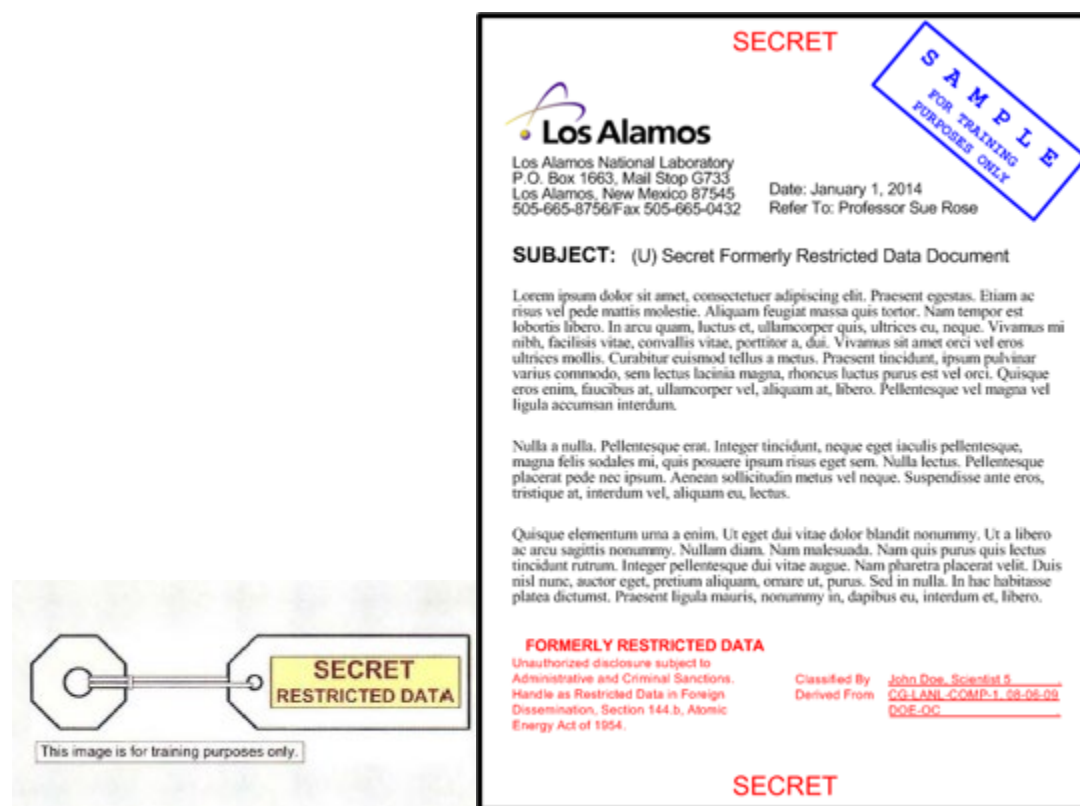 SECRET
SAMPLE
FOR TRAINING
PURPOSES ONLY
Los Alamos
Los Alamos National Laboratory
P.O. Box 1663, Mail Stop G733
Los Alamos, New Mexico 87545
505-665-8756/Fax 505-665-0432
Date: January 1, 2014
Refer To: Professor Sue Rose
SUBJECT: (U) Secret Formerly Restricted Data Document
Lorem ipsum dolor sit amet, consectetuer adipiscing elit. Praesent egestas. Etiam ac
risus vel pede mattis molestie. Aliquam feugiat massa quis tortor. Nam tempor est
lobortis libero. In arcu quam, luctus et, ullamcorper quis, ultrices eu, neque. Vivamus mi
nibh, facilisis vitae, convallis vitae, porttitor a, dui. Vivamus sit amet orci vel eros
ultrices mollis. Curabitur euismod tellus a metus. Praesent tincidunt, ipsum pulvinar
varius commodo, sem lectus lacinia magna, rhoncus luctus purus est vel orci. Quisque
eros enim, faucibus at, ullamcorper vel, aliquam at, libero. Pellentesque vel magna vel
ligula accumsan interdum.
Nulla a nulla. Pellentesque erat. Integer tincidunt, neque eget iaculis pellentesque,
magna felis sodales mi, quis posuere ipsum risus eget sem. Nulla lectus. Pellentesque
placerat pede nec ipsum. Aenean sollicitudin metus vel neque. Suspendisse ante eros,
tristique at, interdum vel, aliquam eu, lectus.
Quisque elementum urna a enim. Ut eget dui vitae dolor blandit nonummy. Ut a libero
ac arcu sagittis nonummy. Nullam diam. Nam malesuada. Nam quis purus quis lectus
tincidunt rutrum. Integer pellentesque dui vitae augue. Nam pharetra placerat velit. Duis
nisl nunc, auctor eget, pretium aliquam, ornare ut, purus. Sed in nulla. In hac habitasse
platea dictumst. Praesent ligula mauris, nonummy in, dapibus eu, interdum et, libero.
FORMERLY RESTRICTED DATA
Unauthorized disclosure subject to
Administrative and Criminal Sanctions.
Handle as Restricted Data in Foreign
Dissemination, Section 144.b, Atomic
Energy Act of 1954.
Classified By John Doe, Scientist 5
Derived From CG-LANL-COMP-1, 08-06-09
DOE-OC
SECRET
SECRET
RESTRICTED DATA
This image is for training purposes only.